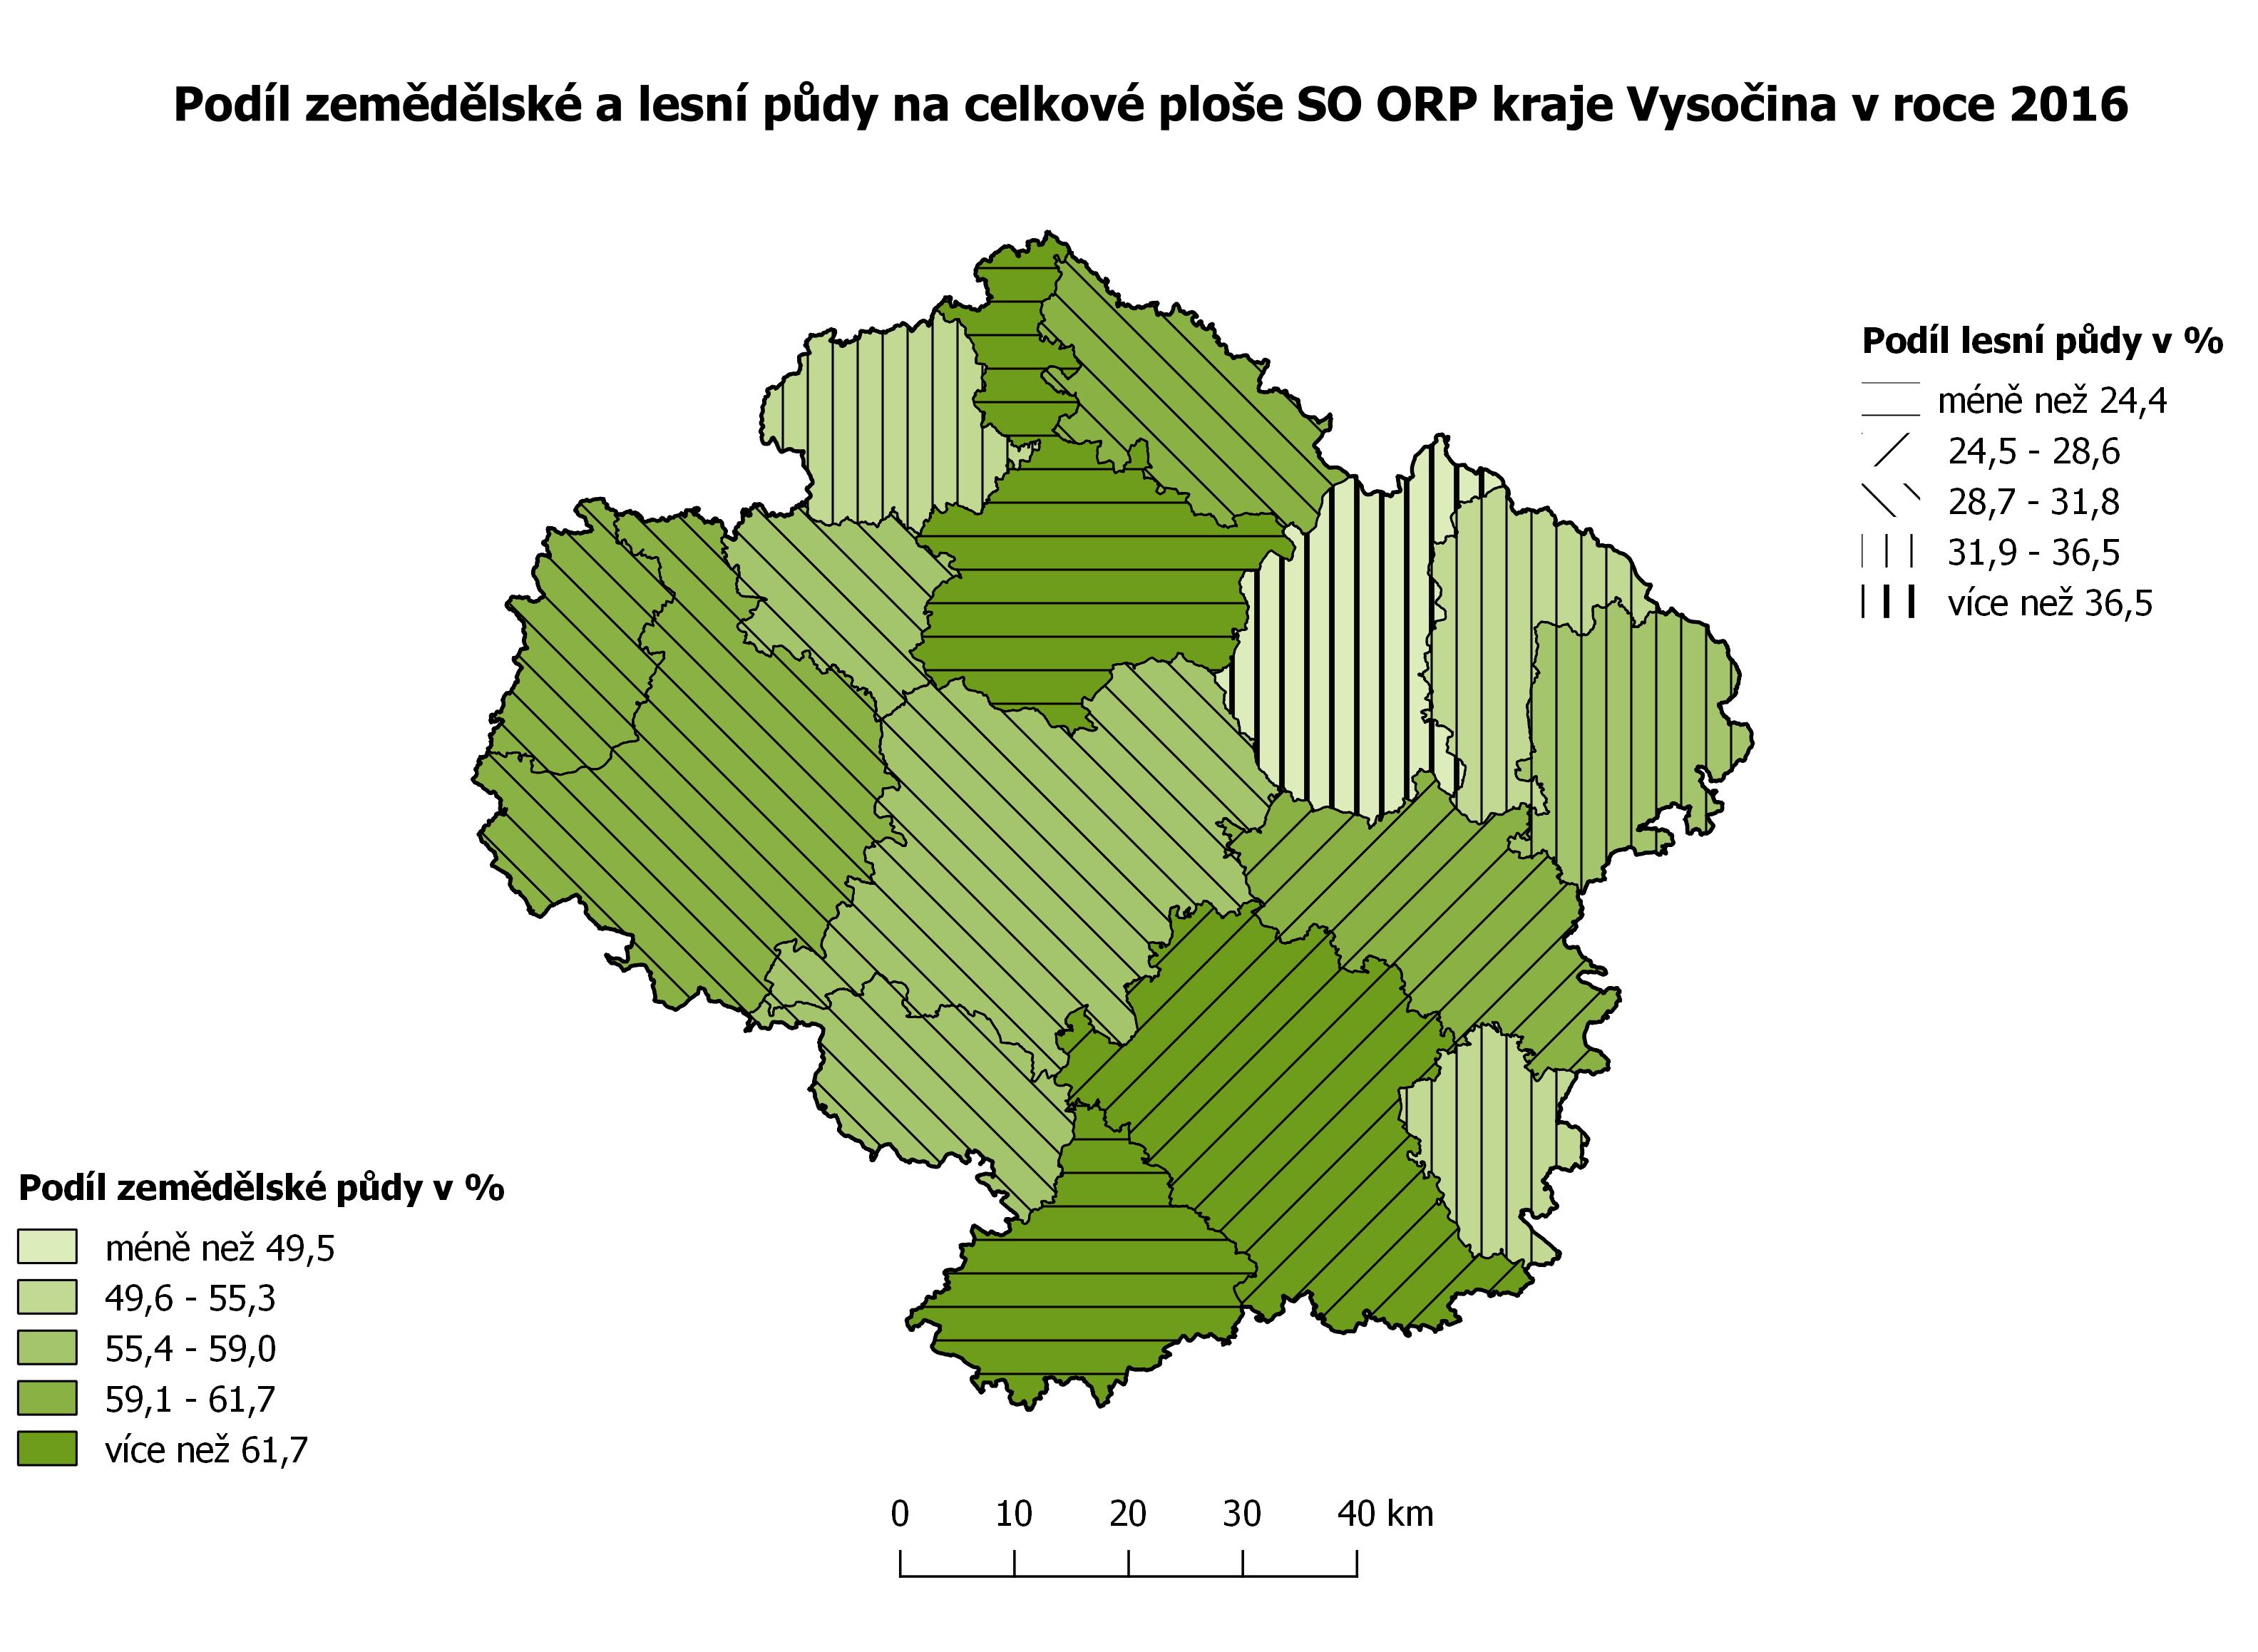 Podíl zemědělské a lesní půdy na celkové ploše SO ORP kraje Vysočina v roce 2016
Podíl lesní půdy v %
méně než 24,4
24,5 - 28,6
28,7 - 31,8
31,9 - 36,5
více než 36,5
Podíl zemědělské půdy v %
méně než 49,5
49,6 - 55,3
55,4 - 59,0
59,1 - 61,7
více než 61,7
0 10 20 30 40 km